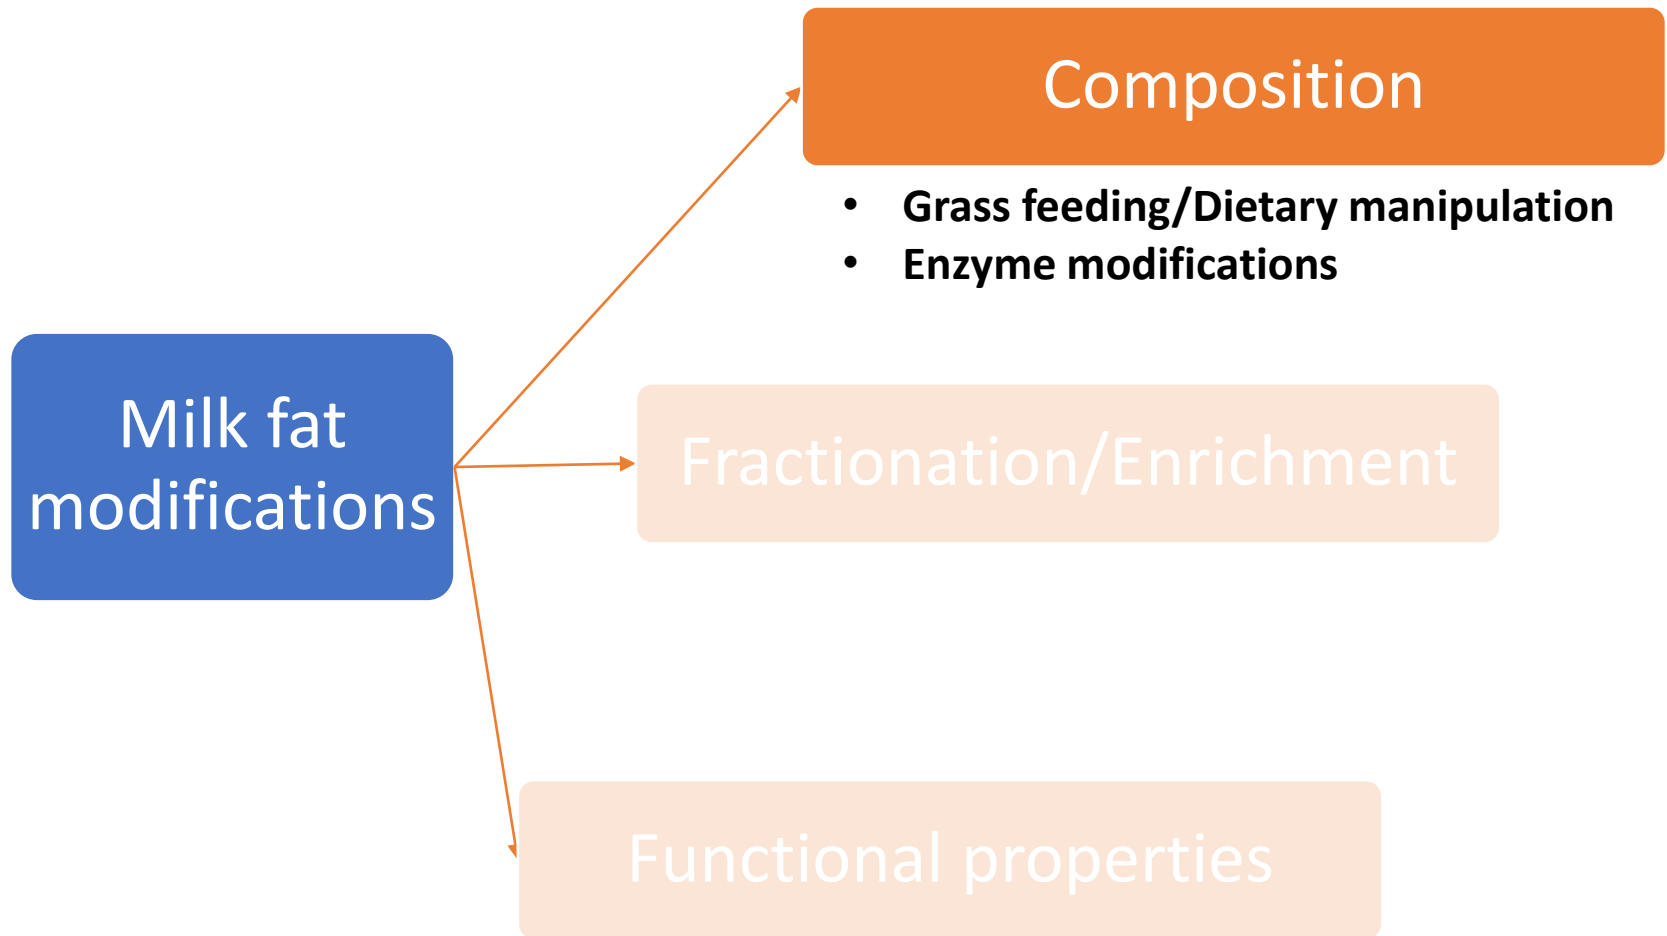 Composition
• Grass feeding/Dietary manipulation
• Enzyme modifications
Milk fat
modifications
Fractionation/Enrichment
Functional properties